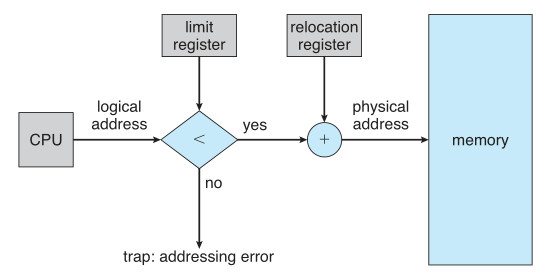 limit
register
relocation
register
logical
address
CPU
<
yes
+
physical
address
memory
no
trap: addressing error